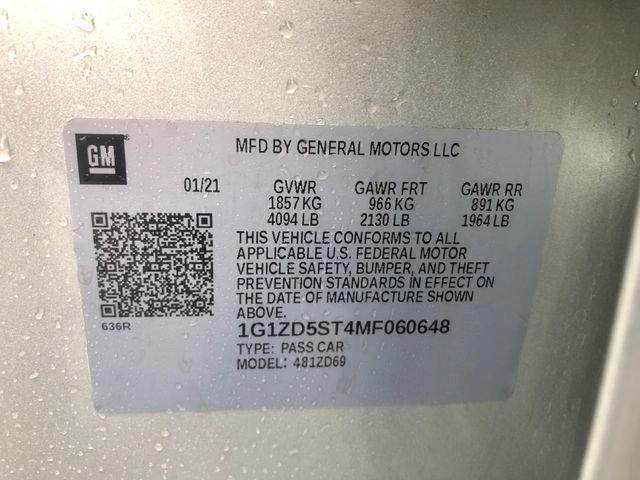 GM
MFD BY GENERAL MOTORS LLC
01/21 GVWR GAWR FRT GAWR RR
1857 KG 966 KG 891 KG
4094 LB 2130 LB 1964 LB
THIS VEHICLE CONFORMS TO ALL
APPLICABLE U.S. FEDERAL MOTOR
VEHICLE SAFETY, BUMPER, AND THEFT
PREVENTION STANDARDS IN EFFECT ON
THE DATE OF MANUFACTURE SHOWN
ABOVE.
636R
1G1ZD5ST4MF060648
TYPE: PASS CAR
MODEL: 481ZD69